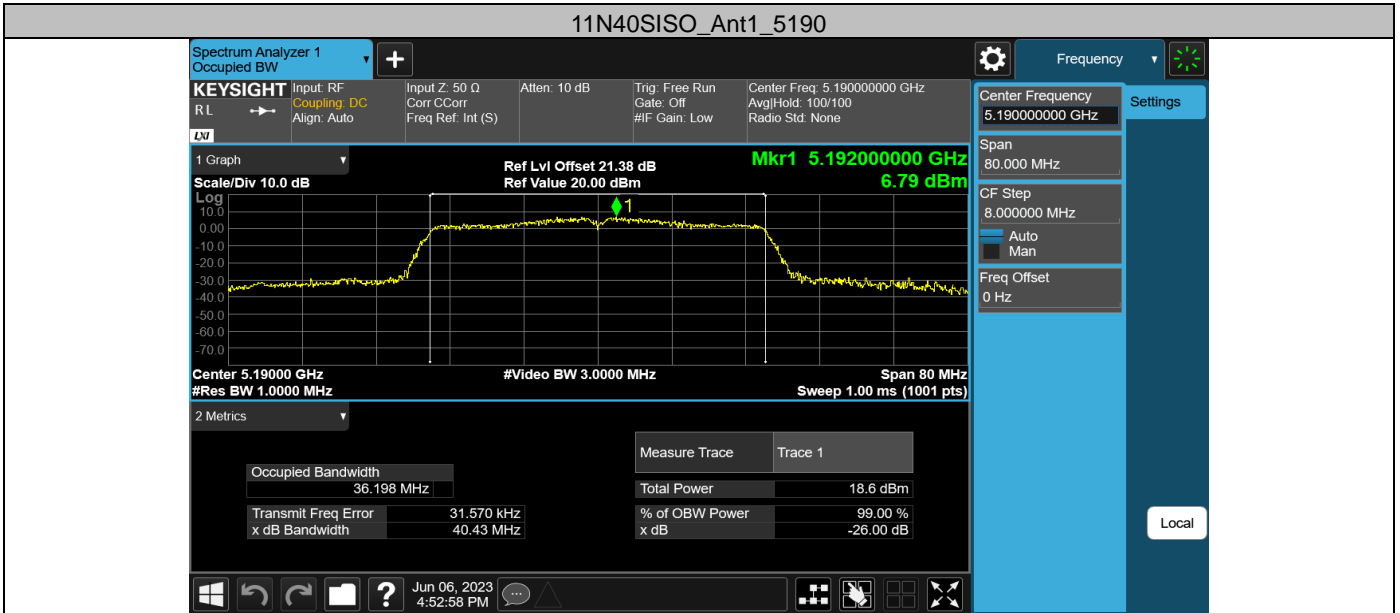 11N40SISO_Ant1_5190
Spectrum Analyzer 1
Occupied BW
Frequency
KEYSIGHT
R L
LXI
Input: RF
Coupling: DC
Align: Auto
Input Z: 50 Ω
Corr CCorr
Freq Ref: Int (S)
Atten: 10 dB
Trig: Free Run
Gate: Off
#IF Gain: Low
Center Freq: 5.190000000 GHz
Avg|Hold: 100/100
Radio Std: None
Center Frequency
5.190000000 GHz
Settings
Span
80.000 MHz
CF Step
8.000000 MHz
Auto
Man
Freq Offset
0 Hz
1 Graph
Scale/Div 10.0 dB
Ref Lvl Offset 21.38 dB
Ref Value 20.00 dBm
Mkr1 5.192000000 GHz
6.79 dBm
Log
10.0
0.00
-10.0
-20.0
-30.0
-40.0
-50.0
-60.0
-70.0
1
Center 5.19000 GHz
#Res BW 1.0000 MHz
#Video BW 3.0000 MHz
Span 80 MHz
Sweep 1.00 ms (1001 pts)
2 Metrics
Occupied Bandwidth
36.198 MHz
Transmit Freq Error 31.570 kHz
x dB Bandwidth 40.43 MHz
Measure Trace Trace 1
Total Power 18.6 dBm
% of OBW Power 99.00 %
x dB -26.00 dB
Local
?
Jun 06, 2023
4:52:58 PM